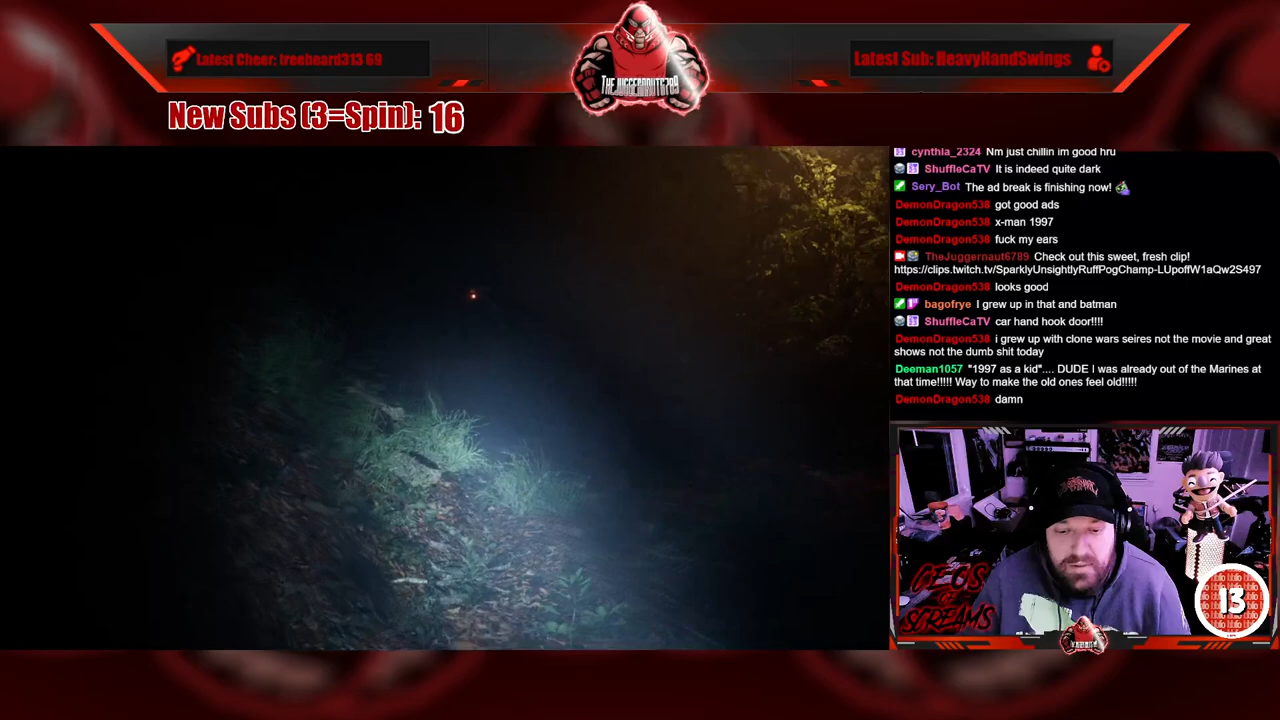 Latest Cheer: treebeard313 69
THEJUGGERNAUT6789
Latest Sub: HeavyHandSwings
New Subs (3=Spin): 16
cynthia_2324 Nm just chillin im good hru
ShuffleCaTV It is indeed quite dark
Sery_Bot The ad break is finishing now!
DemonDragon538 got good ads
DemonDragon538 x-man 1997
DemonDragon538 fuck my ears
TheJuggernaut6789 Check out this sweet, fresh clip!
https://clips.twitch.tv/SparklyUnsightlyRuffPogChamp-LUpoffW1aQw2S497
DemonDragon538 looks good
bagofrye I grew up in that and batman
ShuffleCaTV car hand hook door!!!!
DemonDragon538 i grew up with clone wars seires not the movie and great
shows not the dumb shit today
Deeman1057 "1997 as a kid".... DUDE I was already out of the Marines at
that time!!!!! Way to make the old ones feel old!!!!!
DemonDragon538 damn
SCREAMS
13